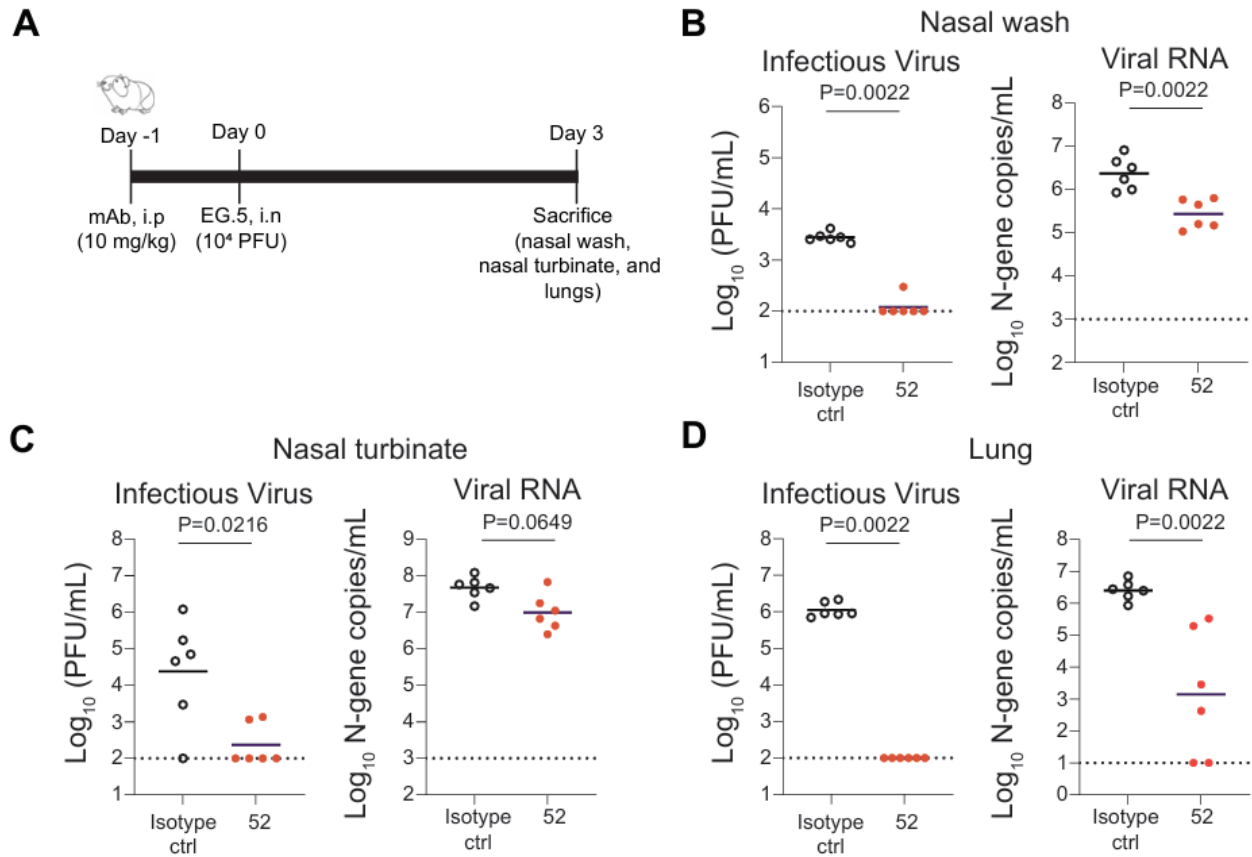 A
Day -1
Day 0
Day 3
mAb, i.p
(10 mg/kg)
EG.5, i.n
(10⁴ PFU)
Sacrifice
(nasal wash,
nasal turbinate, and
lungs)
B
Nasal wash
Infectious Virus
P=0.0022
Log₁₀ (PFU/mL)
6
5
4
3
2
1
Isotype
ctrl
52
Viral RNA
P=0.0022
Log₁₀ N-gene copies/mL
8
7
6
5
4
3
2
Isotype
ctrl
52
C
Nasal turbinate
Infectious Virus
P=0.0216
Log₁₀ (PFU/mL)
8
7
6
5
4
3
2
1
Isotype
ctrl
52
Viral RNA
P=0.0649
Log₁₀ N-gene copies/mL
9
8
7
6
5
4
3
2
Isotype
ctrl
52
D
Lung
Infectious Virus
P=0.0022
Log₁₀ (PFU/mL)
8
7
6
5
4
3
2
1
Isotype
ctrl
52
Viral RNA
P=0.0022
Log₁₀ N-gene copies/mL
8
7
6
5
4
3
2
1
0
Isotype
ctrl
52